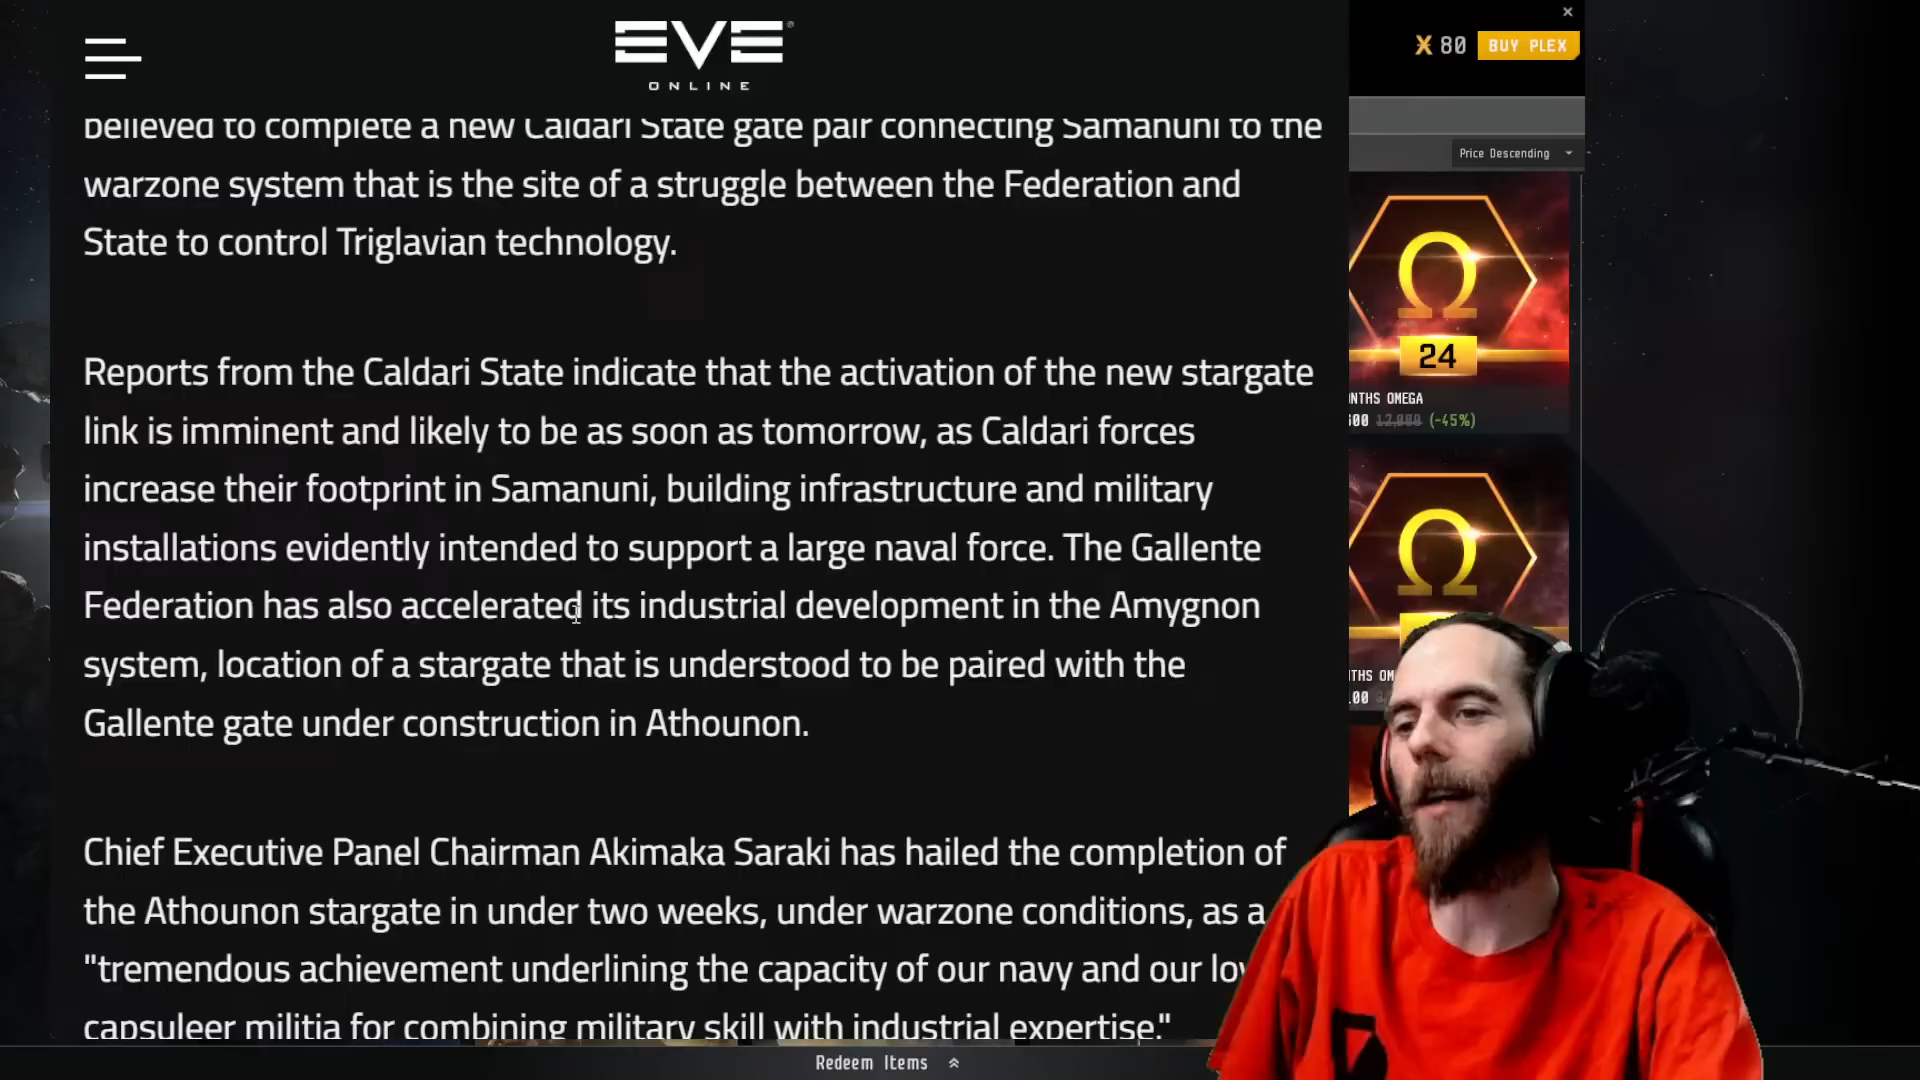 EVE
ONLINE
80 BUY PLEX
Price Descending
believed to complete a new Caldari State gate pair connecting Samanuni to the
warzone system that is the site of a struggle between the Federation and
State to control Triglavian technology.
Reports from the Caldari State indicate that the activation of the new stargate
link is imminent and likely to be as soon as tomorrow, as Caldari forces
increase their footprint in Samanuni, building infrastructure and military
installations evidently intended to support a large naval force. The Gallente
Federation has also accelerated its industrial development in the Amygnon
system, location of a stargate that is understood to be paired with the
Gallente gate under construction in Athounon.
Chief Executive Panel Chairman Akimaka Saraki has hailed the completion of
the Athounon stargate in under two weeks, under warzone conditions, as a
"tremendous achievement underlining the capacity of our navy and our
capsuleer militia for combining military skill with industrial expertise."
Ω
24
OMEGA
(-45%)
Ω
Redeem Items